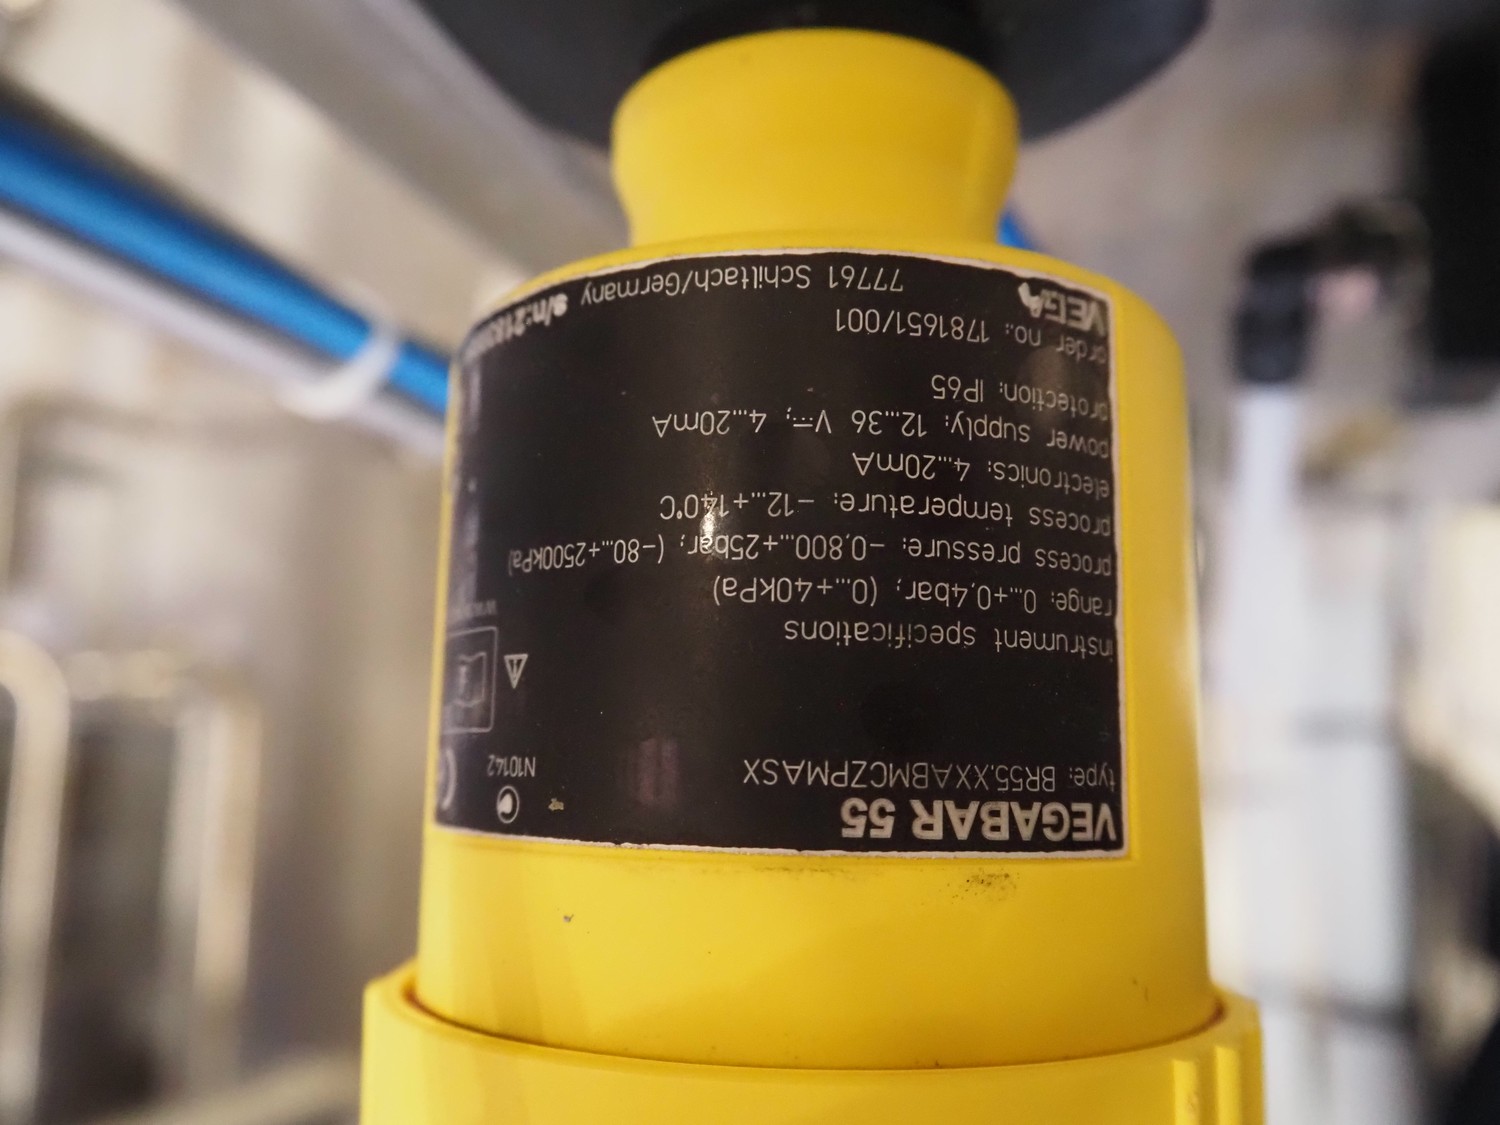 VEGABAR 55
type: BR55.XXABMCZPMASX
N10142
instrument specifications
range: 0...+0,4bar; (0...+40kPa)
process pressure: -0,800...+25bar; (-80...+2500kPa)
process temperature: -12...+140°C
electronics: 4...20mA
power supply: 12...36 V⎓; 4...20mA
protection: IP65
order no.: 1781651/001
VEGA
77761 Schiltach/Germany
s/n: